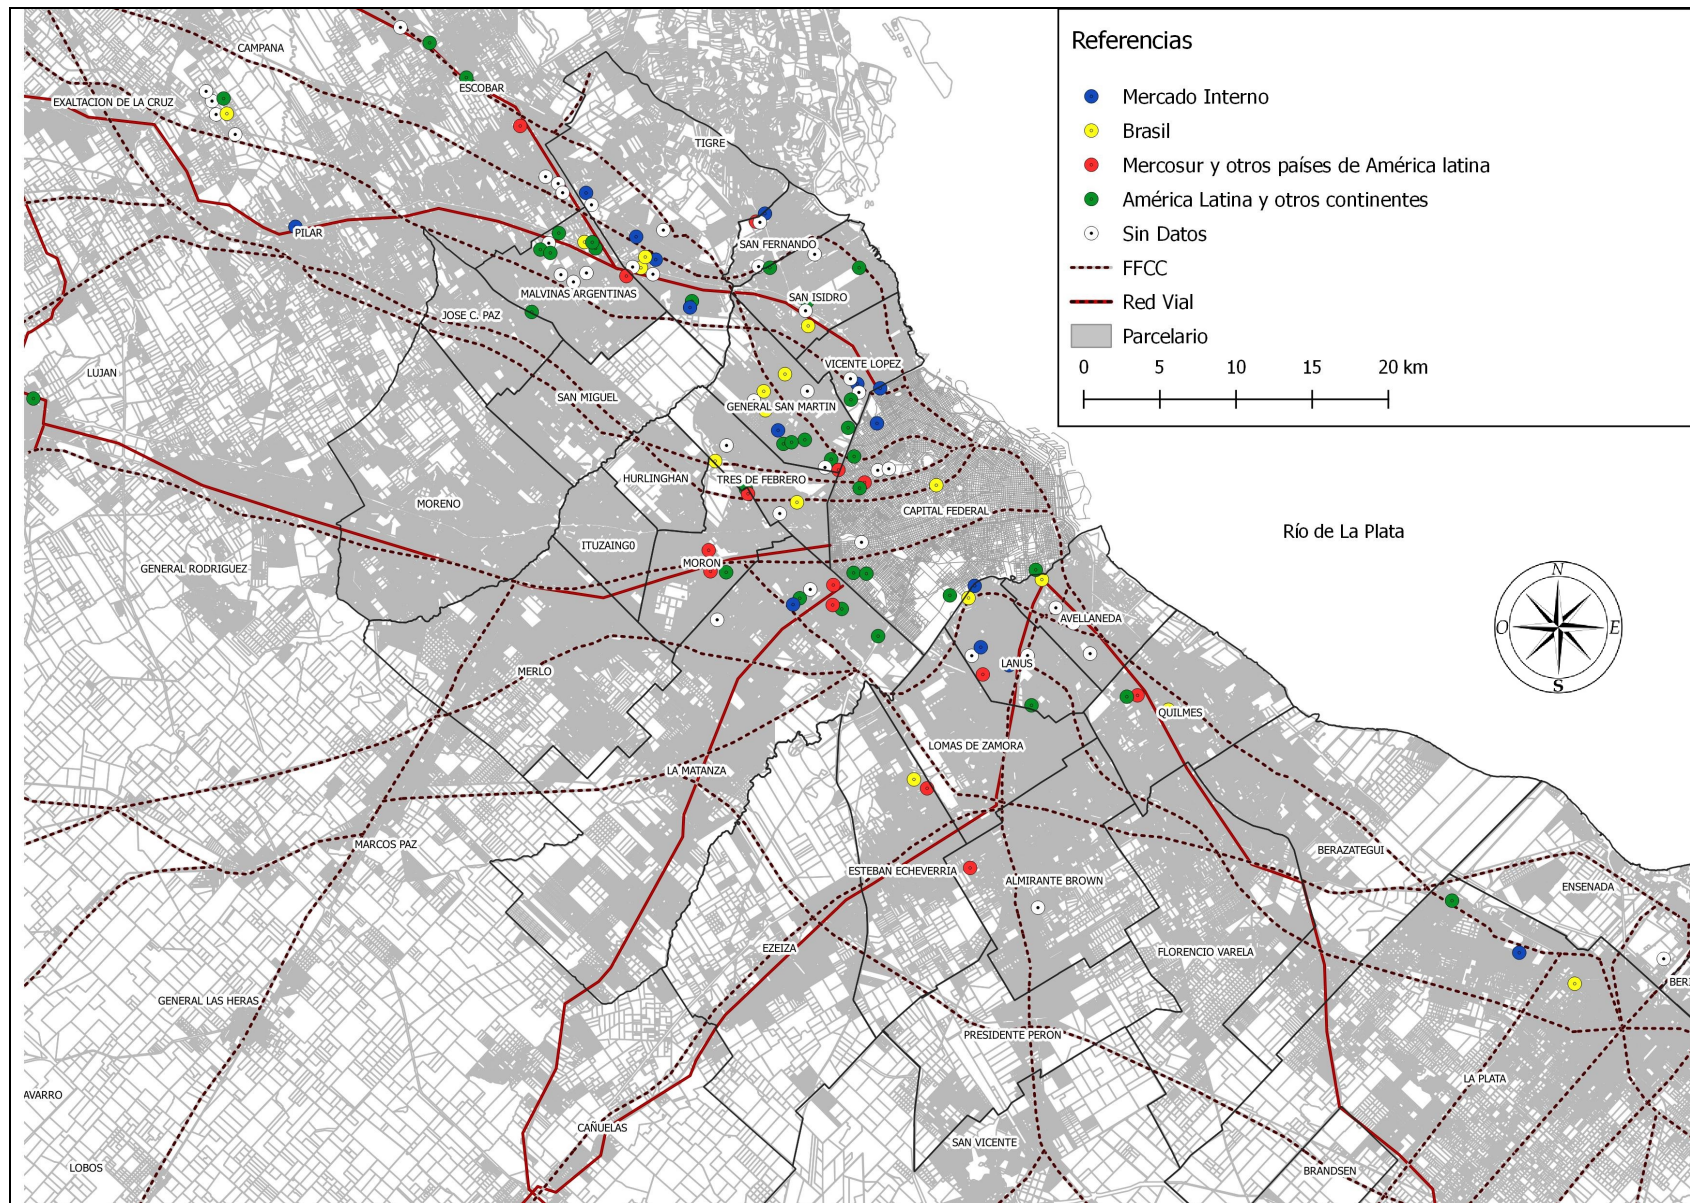 Referencias
Mercado Interno
Brasil
Mercosur y otros países de América latina
América Latina y otros continentes
Sin Datos
FFCC
Red Vial
Parcelario
0 5 10 15 20 km
CAMPANA
ESCOBAR
EXALTACION DE LA CRUZ
TIGRE
PILAR
SAN FERNANDO
MALVINAS ARGENTINAS
SAN ISIDRO
JOSE C. PAZ
LUJAN
VICENTE LOPEZ
SAN MIGUEL
GENERAL SAN MARTIN
HURLINGHAN
TRES DE FEBRERO
MORENO
CAPITAL FEDERAL
Río de La Plata
ITUZAINGO
GENERAL RODRIGUEZ
MORON
N
O
E
S
AVELLANEDA
LANUS
MERLO
QUILMES
LOMAS DE ZAMORA
LA MATANZA
MARCOS PAZ
BERAZATEGUI
ESTEBAN ECHEVERRIA
ALMIRANTE BROWN
ENSENADA
EZEIZA
FLORENCIO VARELA
BERI
GENERAL LAS HERAS
PRESIDENTE PERON
LA PLATA
AVARRO
CAÑUELAS
SAN VICENTE
LOBOS
BRANDSEN